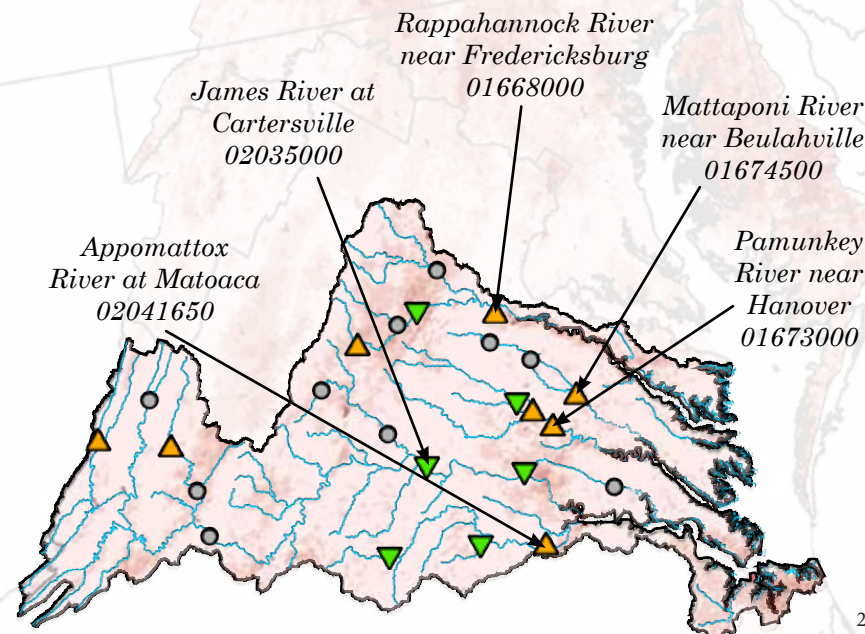 Rappahannock River
near Fredericksburg
01668000
James River at
Cartersville
02035000
Mattaponi River
near Beulahville
01674500
Appomattox
River at Matoaca
02041650
Pamunkey
River near
Hanover
01673000
2